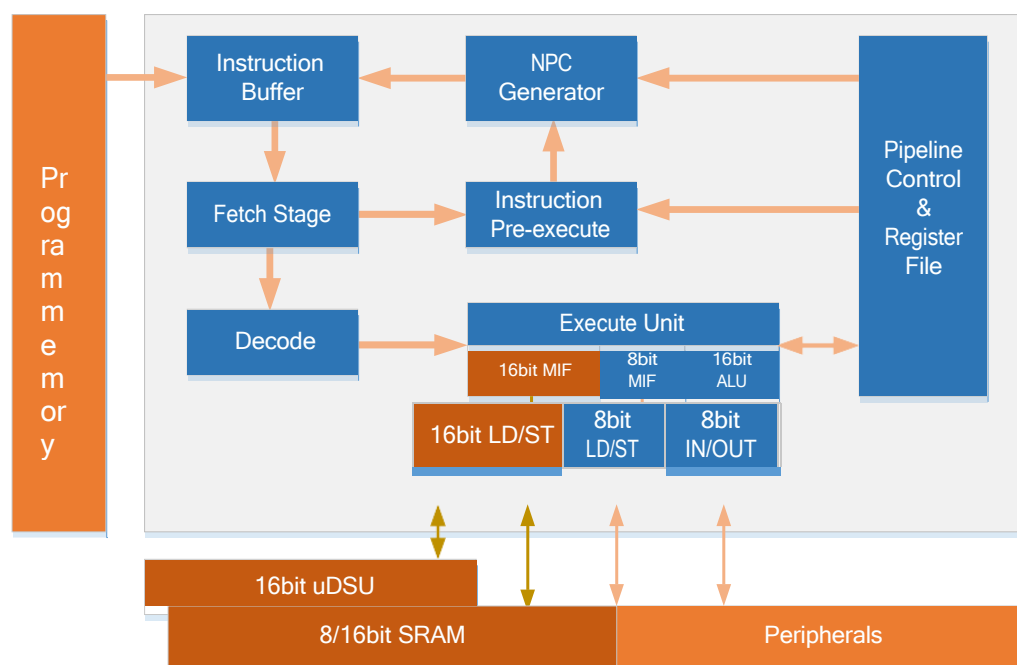 Pr
og
ra
m
m
e
m
or
y
Instruction
Buffer
NPC
Generator
Pipeline
Control
&
Register
File
Fetch Stage
Instruction
Pre-execute
Decode
Execute Unit
16bit MIF
8bit
MIF
16bit
ALU
16bit LD/ST
8bit
LD/ST
8bit
IN/OUT
16bit uDSU
8/16bit SRAM
Peripherals